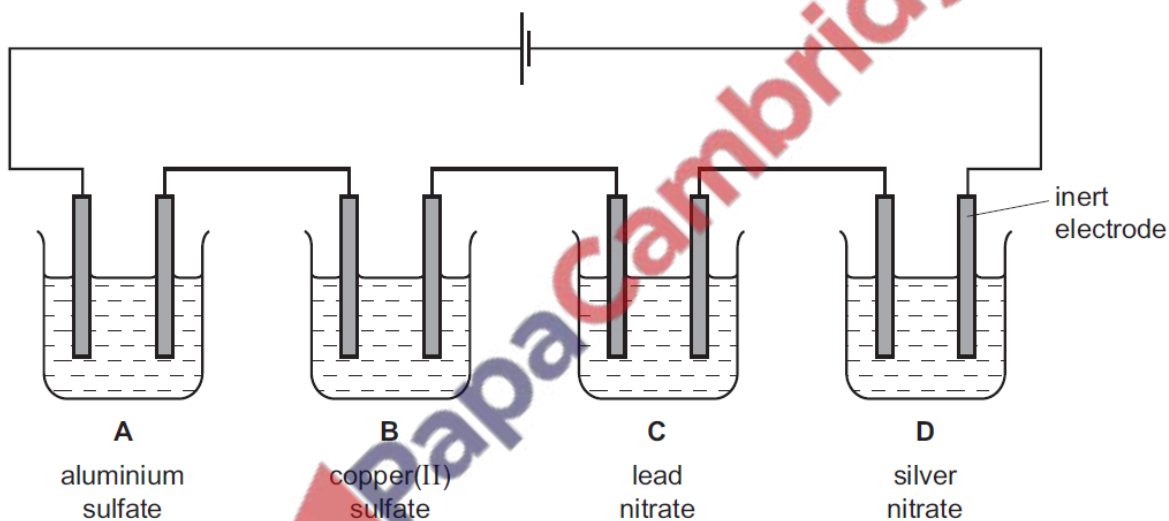 PapaCambridge
inert
electrode
A
B
C
D
aluminium
sulfate
copper(II)
sulfate
lead
nitrate
silver
nitrate